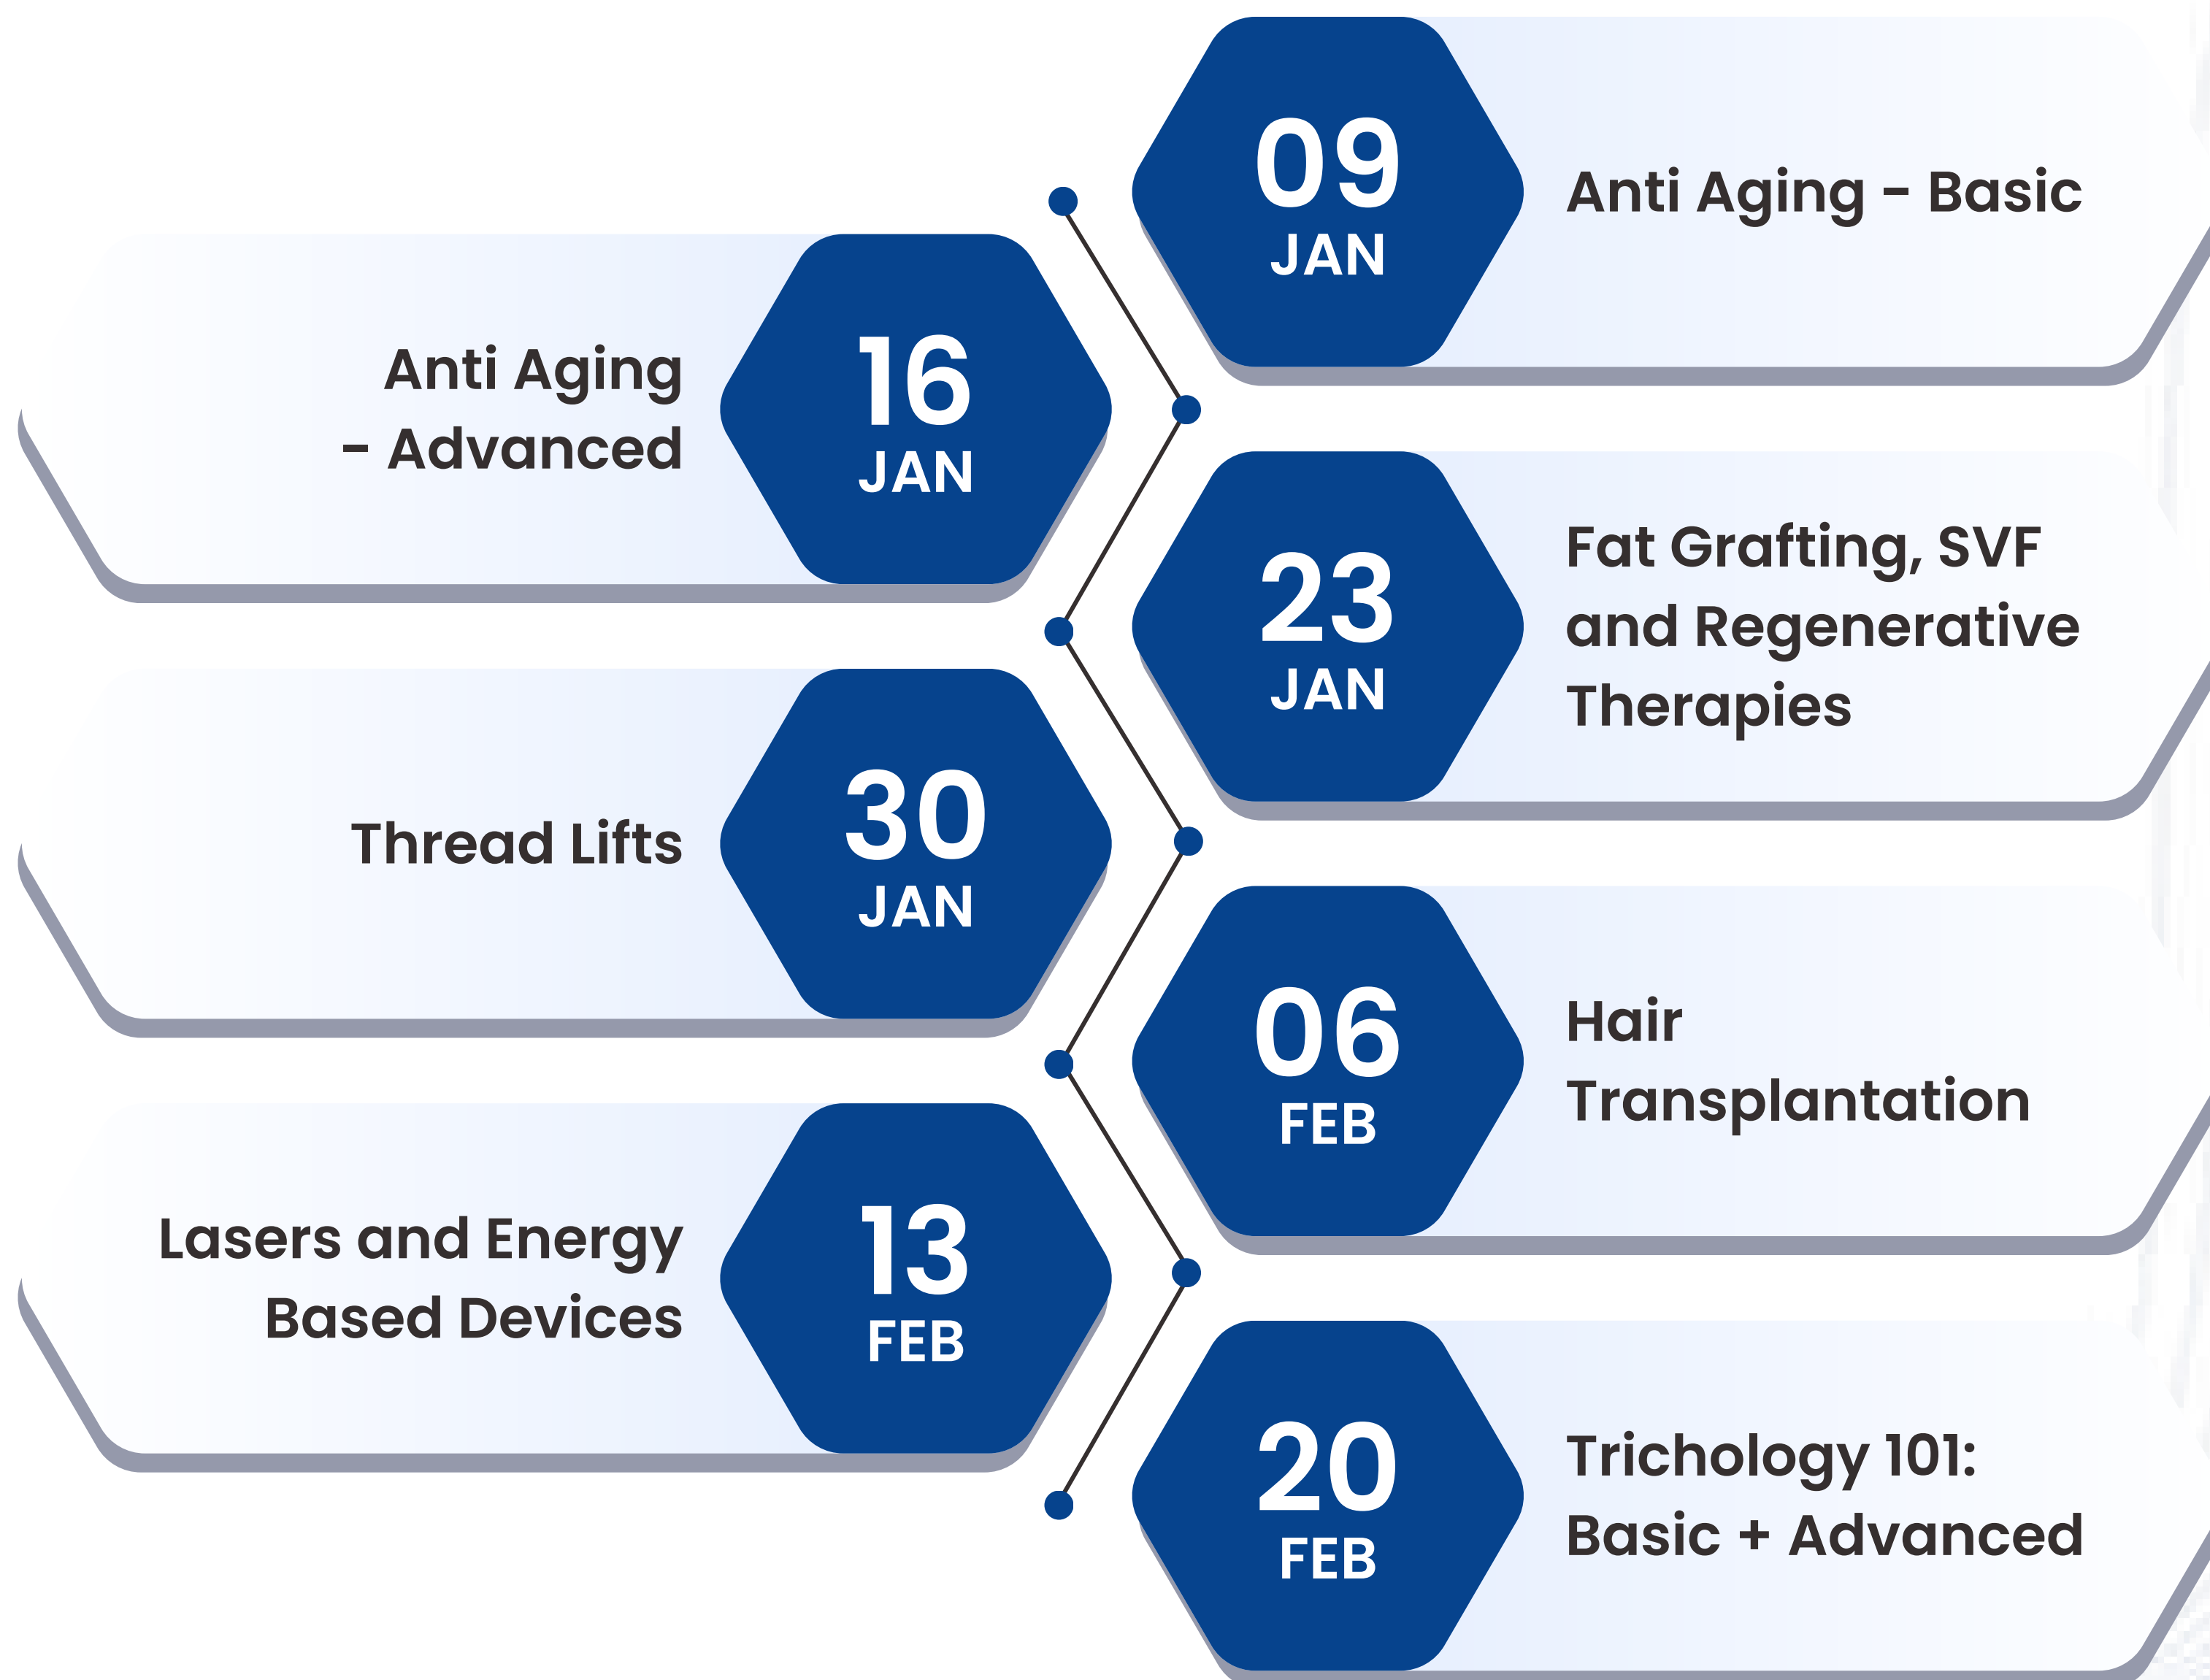 09
JAN
Anti Aging – Basic
16
JAN
Anti Aging
– Advanced
23
JAN
Fat Grafting, SVF
and Regenerative
Therapies
30
JAN
Thread Lifts
06
FEB
Hair
Transplantation
13
FEB
Lasers and Energy
Based Devices
20
FEB
Trichology 101:
Basic + Advanced